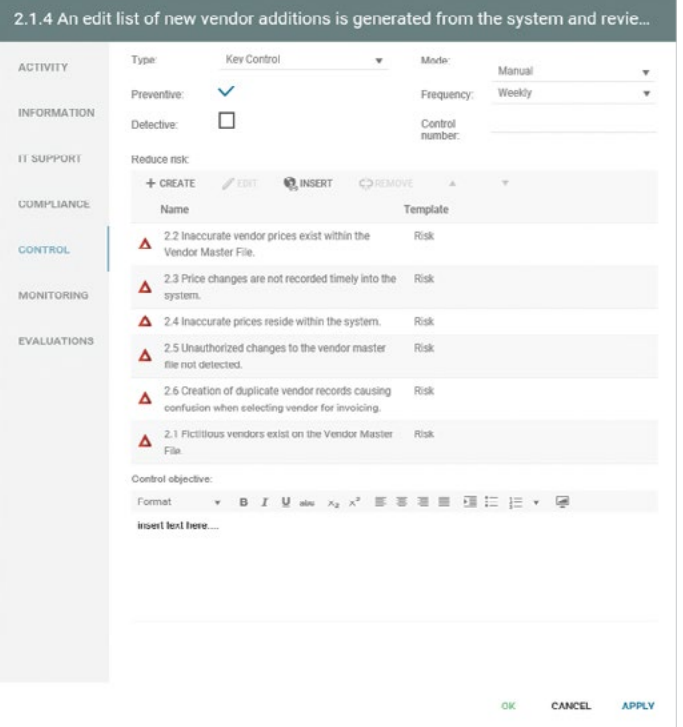 2.1.4 An edit list of new vendor additions is generated from the system and revie...
ACTIVITY
INFORMATION
IT SUPPORT
COMPLIANCE
CONTROL
MONITORING
EVALUATIONS
Type: Key Control
Mode: Manual
Preventive:
Frequency: Weekly
Detective:
Control
number:
Reduce risk:
+ CREATE EDIT INSERT REMOVE
Name Template
2.2 Inaccurate vendor prices exist within the Risk
Vendor Master File.
2.3 Price changes are not recorded timely into the Risk
system.
2.4 Inaccurate prices reside within the system. Risk
2.5 Unauthorized changes to the vendor master Risk
file not detected.
2.6 Creation of duplicate vendor records causing Risk
confusion when selecting vendor for invoicing.
2.1 Fictitious vendors exist on the Vendor Master Risk
File.
Control objective:
Format B I U abc x₂ x²
insert text here....
OK CANCEL APPLY